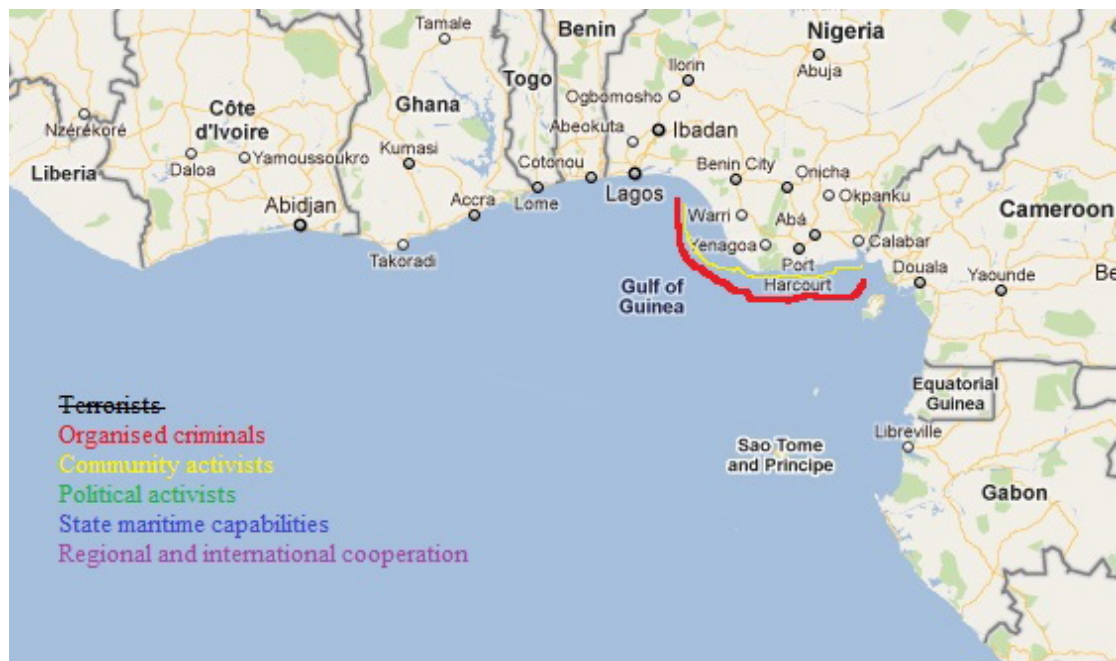 Tamale
Benin
Nigeria
Ilorin
Abuja
Togo
Ogbomosho
Ghana
Côte
d'Ivoire
Nzérékoré
Abeokuta
Ibadan
Kumasi
Daloa
Yamoussoukro
Liberia
Cotonou
Benin City
Onicha
Okpanku
Abidjan
Accra
Lome
Lagos
Warri
Abá
Cameroon
Takoradi
Yenagoa
Calabar
Port
Harcourt
Douala
Yaounde
Be
Gulf of
Guinea
Equatorial
Guinea
Libreville
Sao Tome
and Principe
Gabon
Terrorists
Organised criminals
Community activists
Political activists
State maritime capabilities
Regional and international cooperation